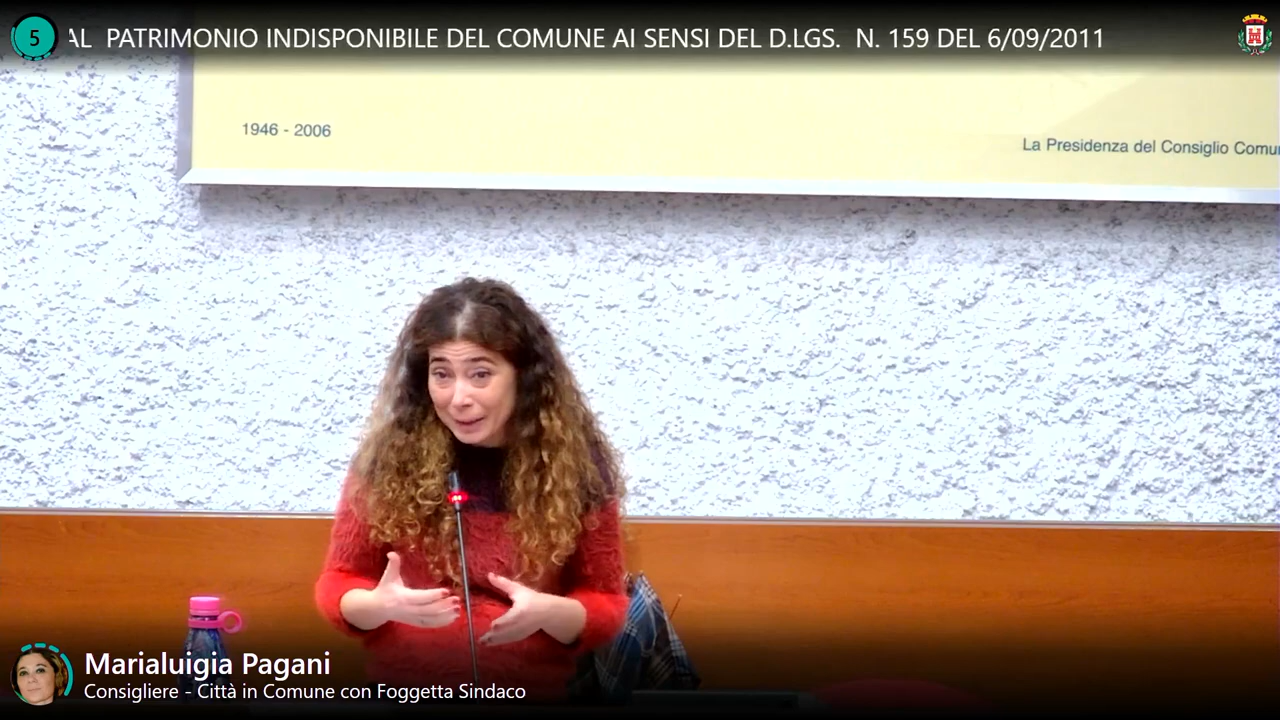 5
AL PATRIMONIO INDISPONIBILE DEL COMUNE AI SENSI DEL D.LGS. N. 159 DEL 6/09/2011
1946 - 2006
La Presidenza del Consiglio Comu
Marialuigia Pagani
Consigliere - Città in Comune con Foggetta Sindaco